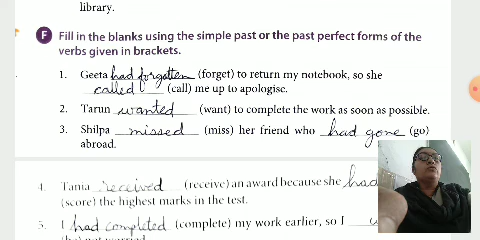 library.
F Fill in the blanks using the simple past or the past perfect forms of the
verbs given in brackets.
1. Geeta had forgotten (forget) to return my notebook, so she
called (call) me up to apologise.
2. Tarun wanted (want) to complete the work as soon as possible.
3. Shilpa missed (miss) her friend who had gone (go)
abroad.
4. Tania received (receive) an award because she had
(score) the highest marks in the test.
5. I had completed (complete) my work earlier, so I